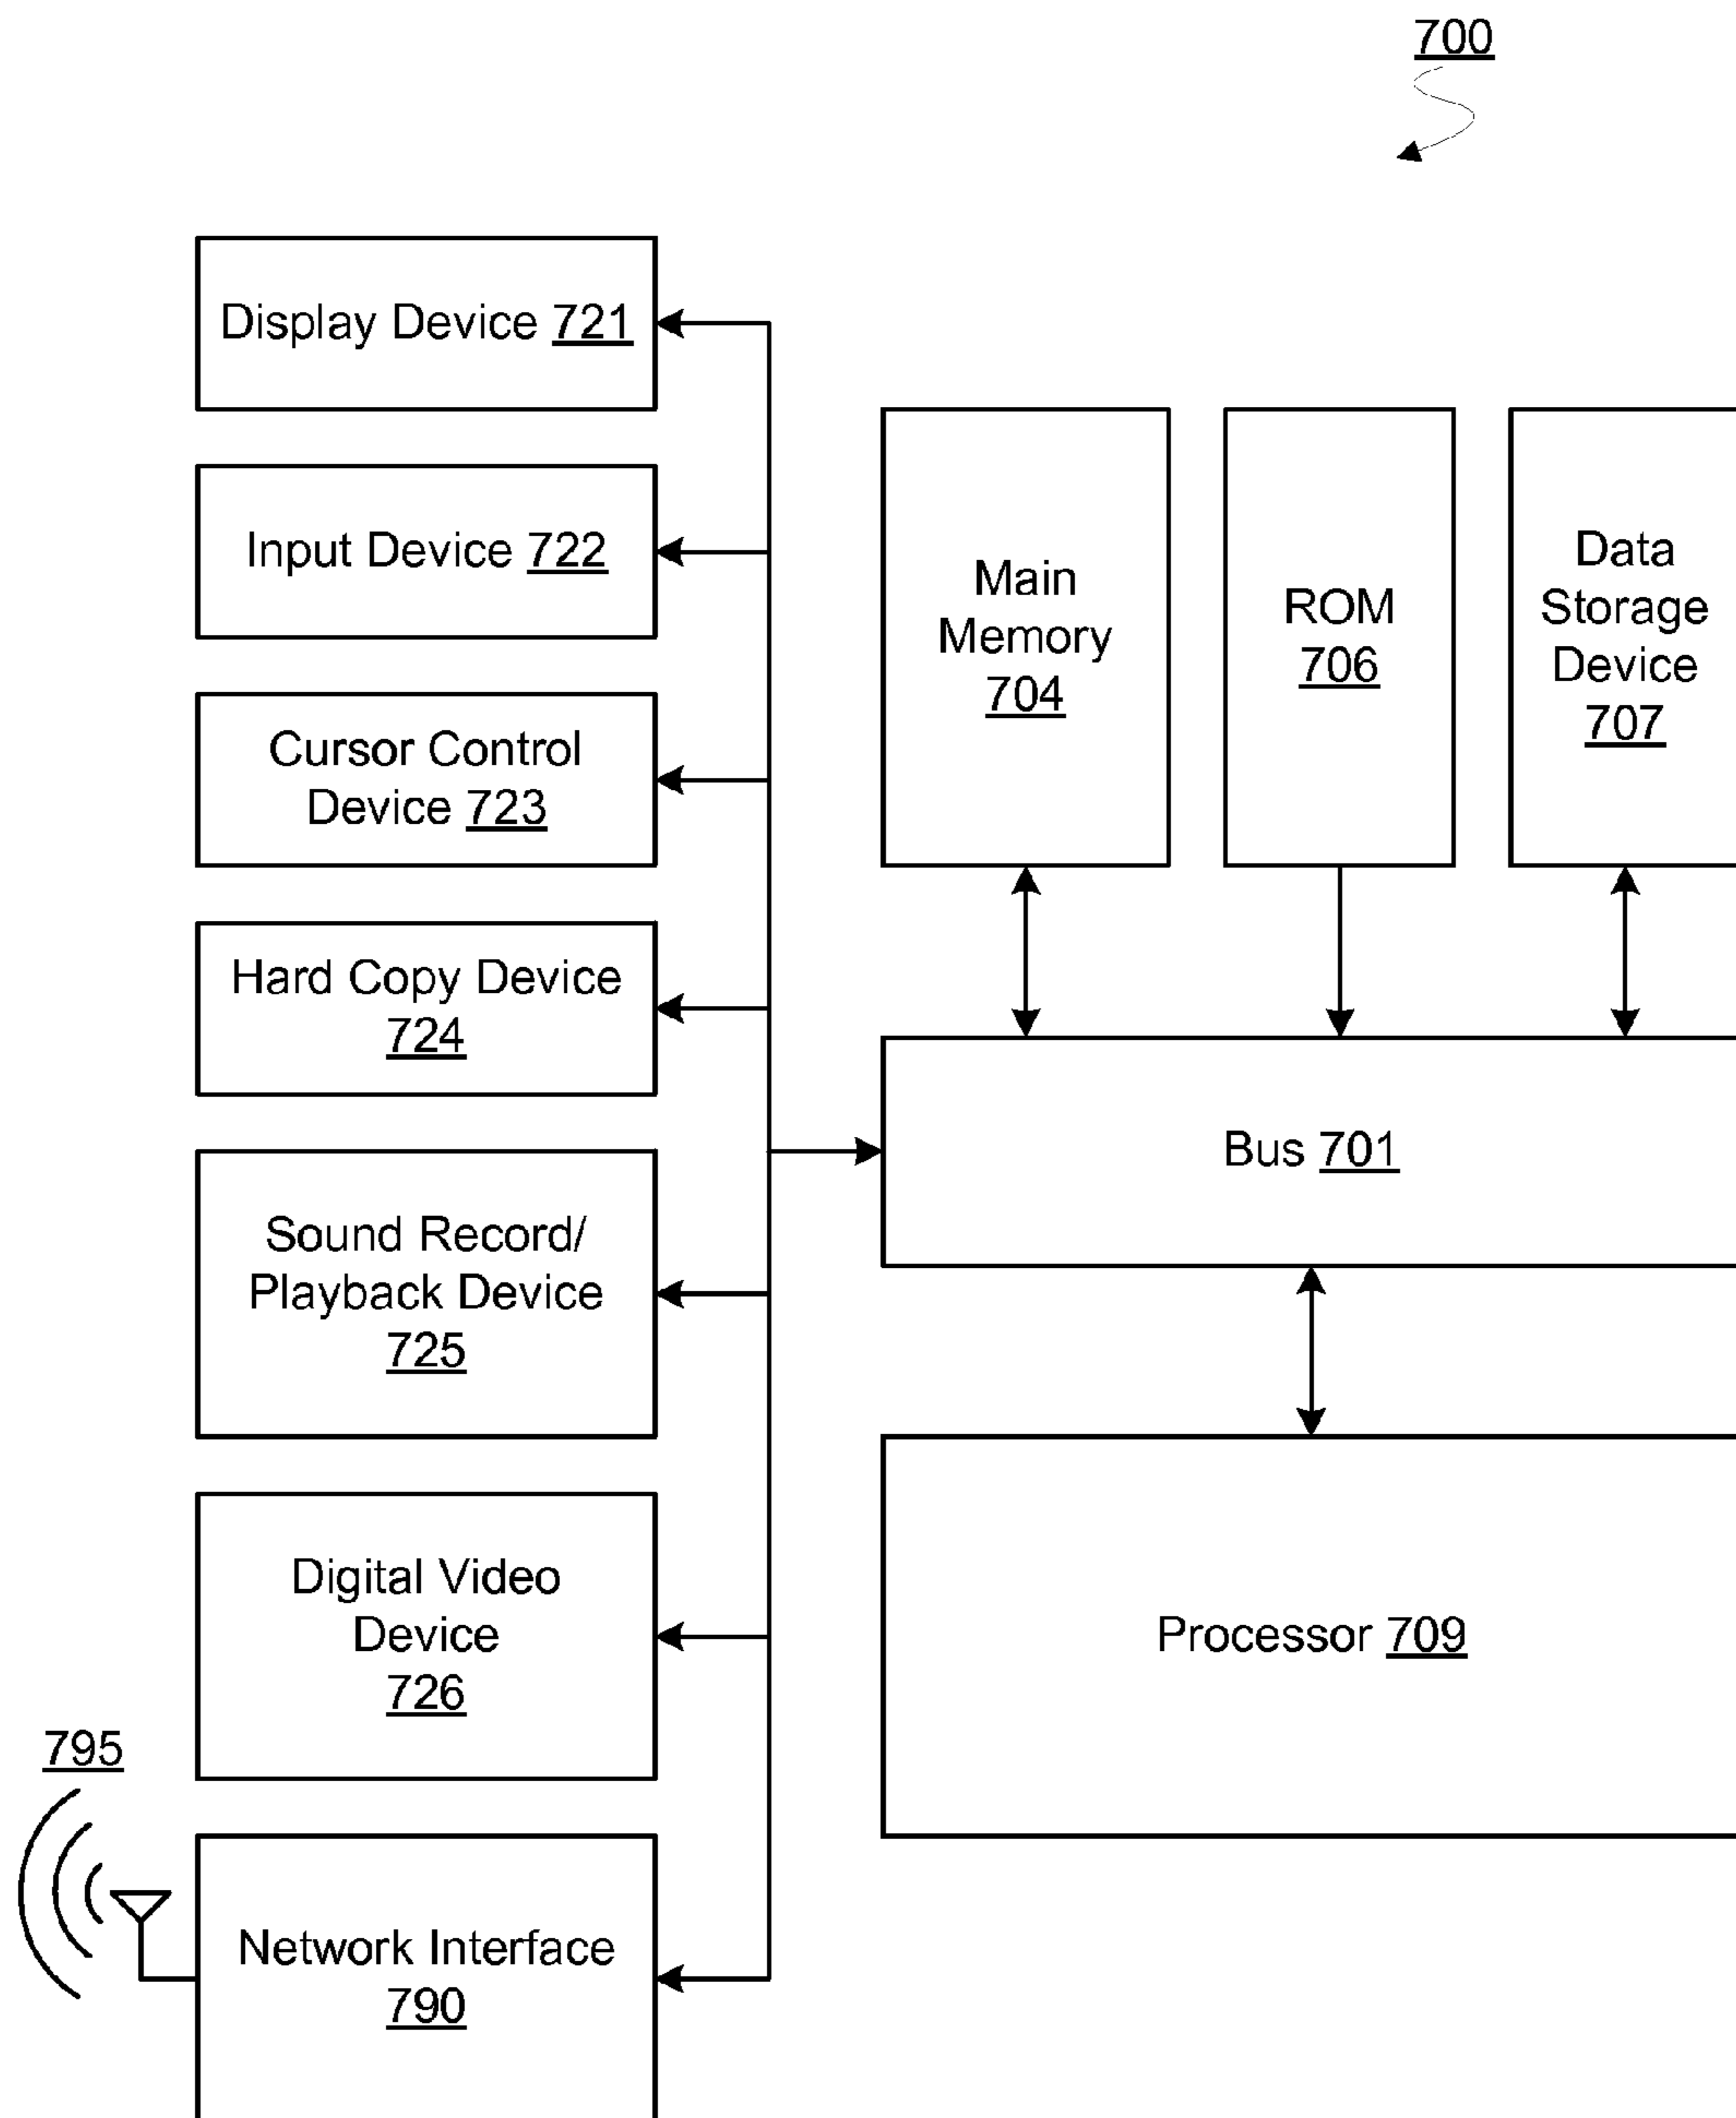 700
Display Device 721
Input Device 722
Cursor Control
Device 723
Hard Copy Device
724
Sound Record/
Playback Device
725
Digital Video
Device
726
795
Network Interface
790
Main
Memory
704
ROM
706
Data
Storage
Device
707
Bus 701
Processor 709